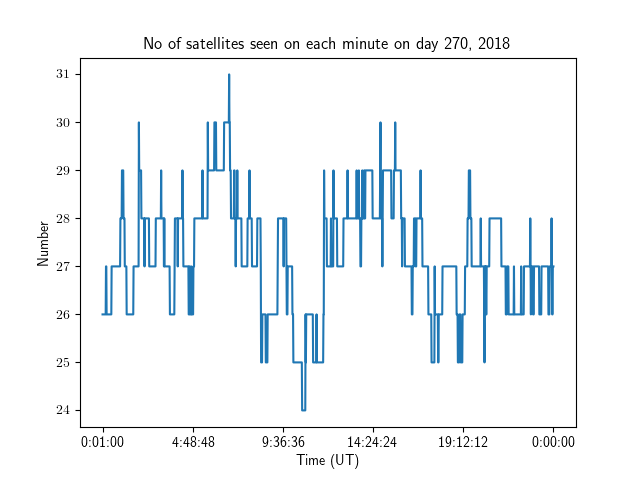 No of satellites seen on each minute on day 270, 2018
31
30
29
28
27
26
25
24
Number
0:01:00 4:48:48 9:36:36 14:24:24 19:12:12 0:00:00
Time (UT)